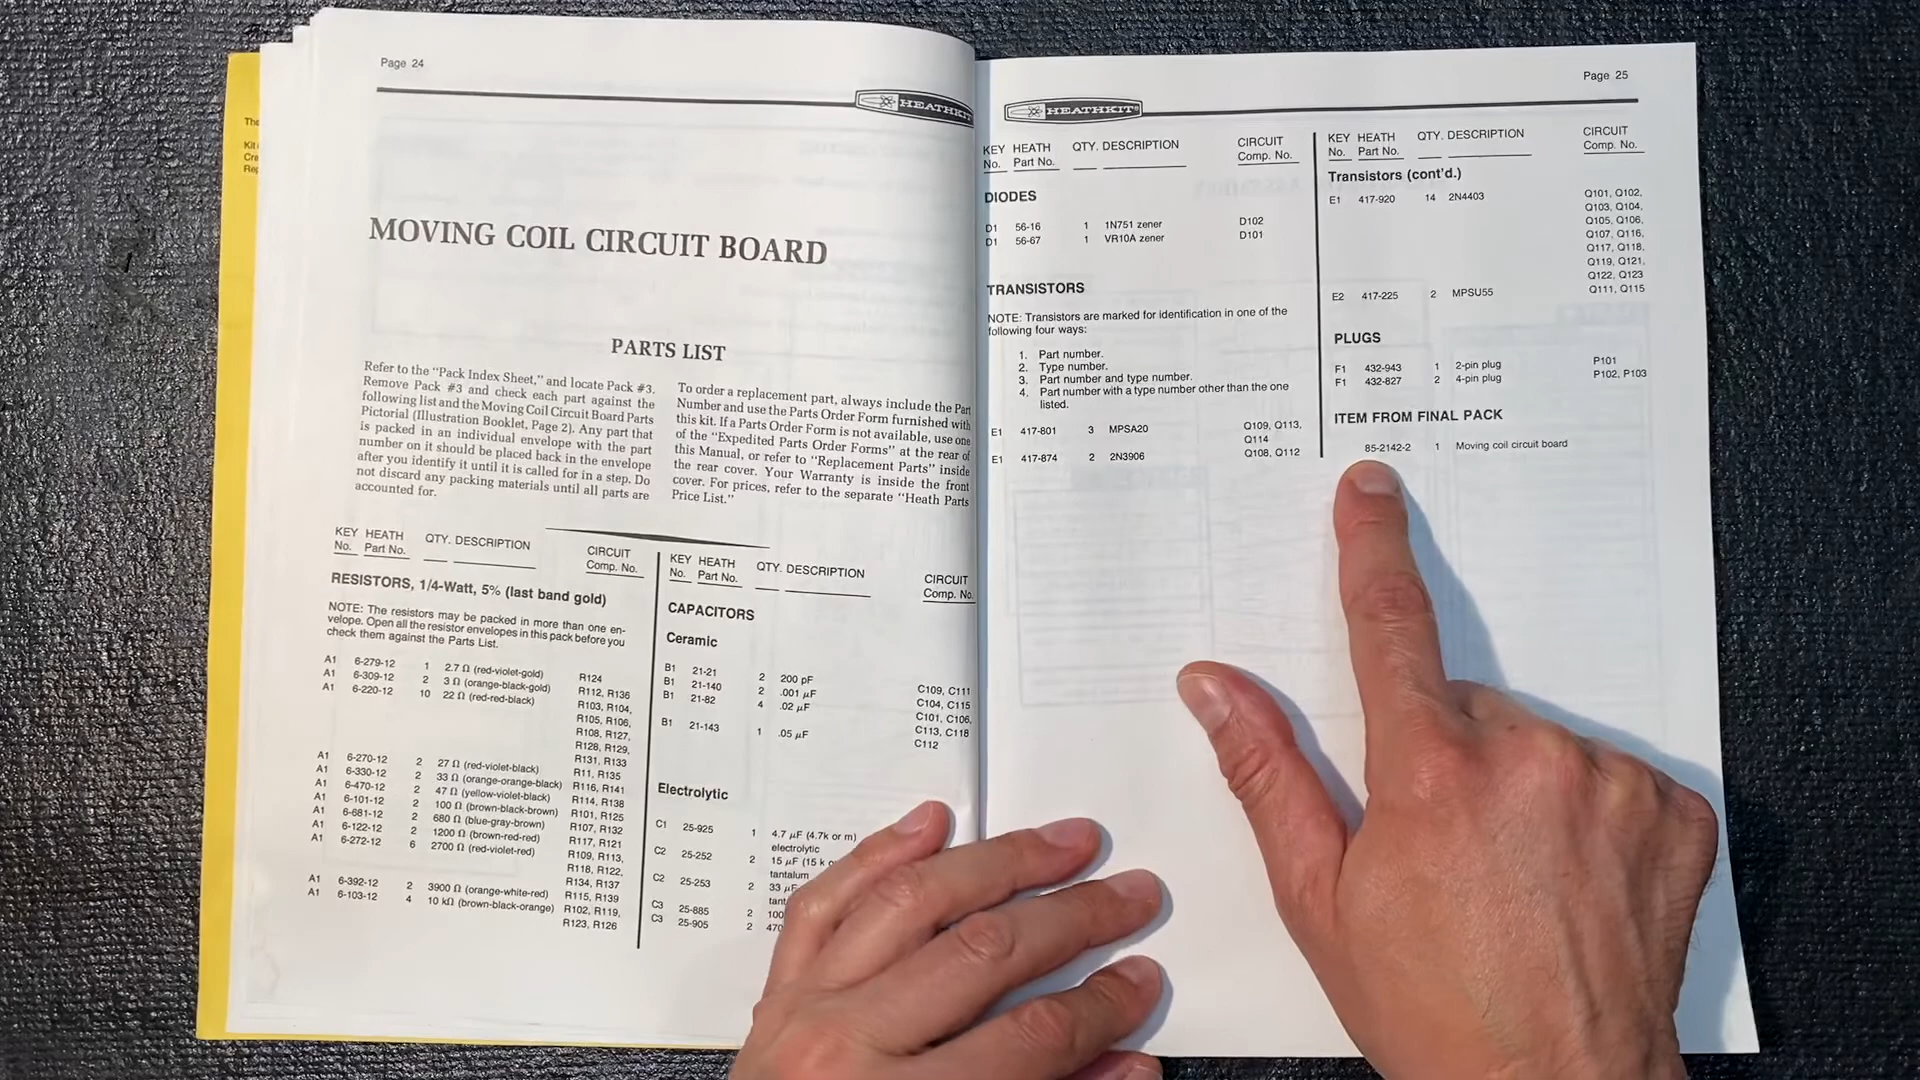 The
Kit
Cre
Rep
Page 24
HEATHKIT
MOVING COIL CIRCUIT BOARD
PARTS LIST
Refer to the "Pack Index Sheet," and locate Pack #3.
Remove Pack #3 and check each part against the
following list and the Moving Coil Circuit Board Parts
Pictorial (Illustration Booklet, Page 2). Any part that
is packed in an individual envelope with the part
number on it should be placed back in the envelope
after you identify it until it is called for in a step. Do
not discard any packing materials until all parts are
accounted for.
To order a replacement part, always include the Part
Number and use the Parts Order Form furnished with
this kit. If a Parts Order Form is not available, use one
of the "Expedited Parts Order Forms" at the rear of
this Manual, or refer to "Replacement Parts" inside
the rear cover. Your Warranty is inside the front
cover. For prices, refer to the separate "Heath Parts
Price List."
KEY HEATH QTY. DESCRIPTION CIRCUIT
No. Part No. Comp. No.
RESISTORS, 1/4-Watt, 5% (last band gold)
NOTE: The resistors may be packed in more than one en-
velope. Open all the resistor envelopes in this pack before you
check them against the Parts List.
A1 6-279-12 1 2.7 Ω (red-violet-gold) R124
A1 6-309-12 2 3 Ω (orange-black-gold) R112, R136
A1 6-220-12 10 22 Ω (red-red-black) R103, R104,
R105, R106,
R108, R127,
R128, R129,
R131, R133
A1 6-270-12 2 27 Ω (red-violet-black) R11, R135
A1 6-330-12 2 33 Ω (orange-orange-black) R116, R141
A1 6-470-12 2 47 Ω (yellow-violet-black) R114, R138
A1 6-101-12 2 100 Ω (brown-black-brown) R101, R125
A1 6-681-12 2 680 Ω (blue-gray-brown) R107, R132
A1 6-122-12 2 1200 Ω (brown-red-red) R117, R121
A1 6-272-12 6 2700 Ω (red-violet-red) R109, R113,
R118, R122,
R134, R137
A1 6-392-12 2 3900 Ω (orange-white-red) R115, R139
A1 6-103-12 4 10 kΩ (brown-black-orange) R102, R119,
R123, R126
KEY HEATH QTY. DESCRIPTION CIRCUIT
No. Part No. Comp. No.
CAPACITORS
Ceramic
B1 21-21 2 200 pF C109, C111
B1 21-140 2 .001 µF C104, C115
B1 21-82 4 .02 µF C101, C106,
C113, C118
B1 21-143 1 .05 µF C112
Electrolytic
C1 25-925 1 4.7 µF (4.7k or m)
electrolytic
C2 25-252 2 15 µF (15 k o
tantalum
C2 25-253 2 33 µF
tant
C3 25-885 2 100
C3 25-905 2 470
Page 25
HEATHKIT
KEY HEATH QTY. DESCRIPTION CIRCUIT
No. Part No. Comp. No.
DIODES
D1 56-16 1 1N751 zener D102
D1 56-67 1 VR10A zener D101
TRANSISTORS
NOTE: Transistors are marked for identification in one of the
following four ways:
1. Part number.
2. Type number.
3. Part number and type number.
4. Part number with a type number other than the one
listed.
E1 417-801 3 MPSA20 Q109, Q113,
Q114
E1 417-874 2 2N3906 Q108, Q112
KEY HEATH QTY. DESCRIPTION CIRCUIT
No. Part No. Comp. No.
Transistors (cont'd.)
E1 417-920 14 2N4403 Q101, Q102,
Q103, Q104,
Q105, Q106,
Q107, Q116,
Q117, Q118,
Q119, Q121,
Q122, Q123
E2 417-225 2 MPSU55 Q111, Q115
PLUGS
F1 432-943 1 2-pin plug P101
F1 432-827 2 4-pin plug P102, P103
ITEM FROM FINAL PACK
85-2142-2 1 Moving coil circuit board